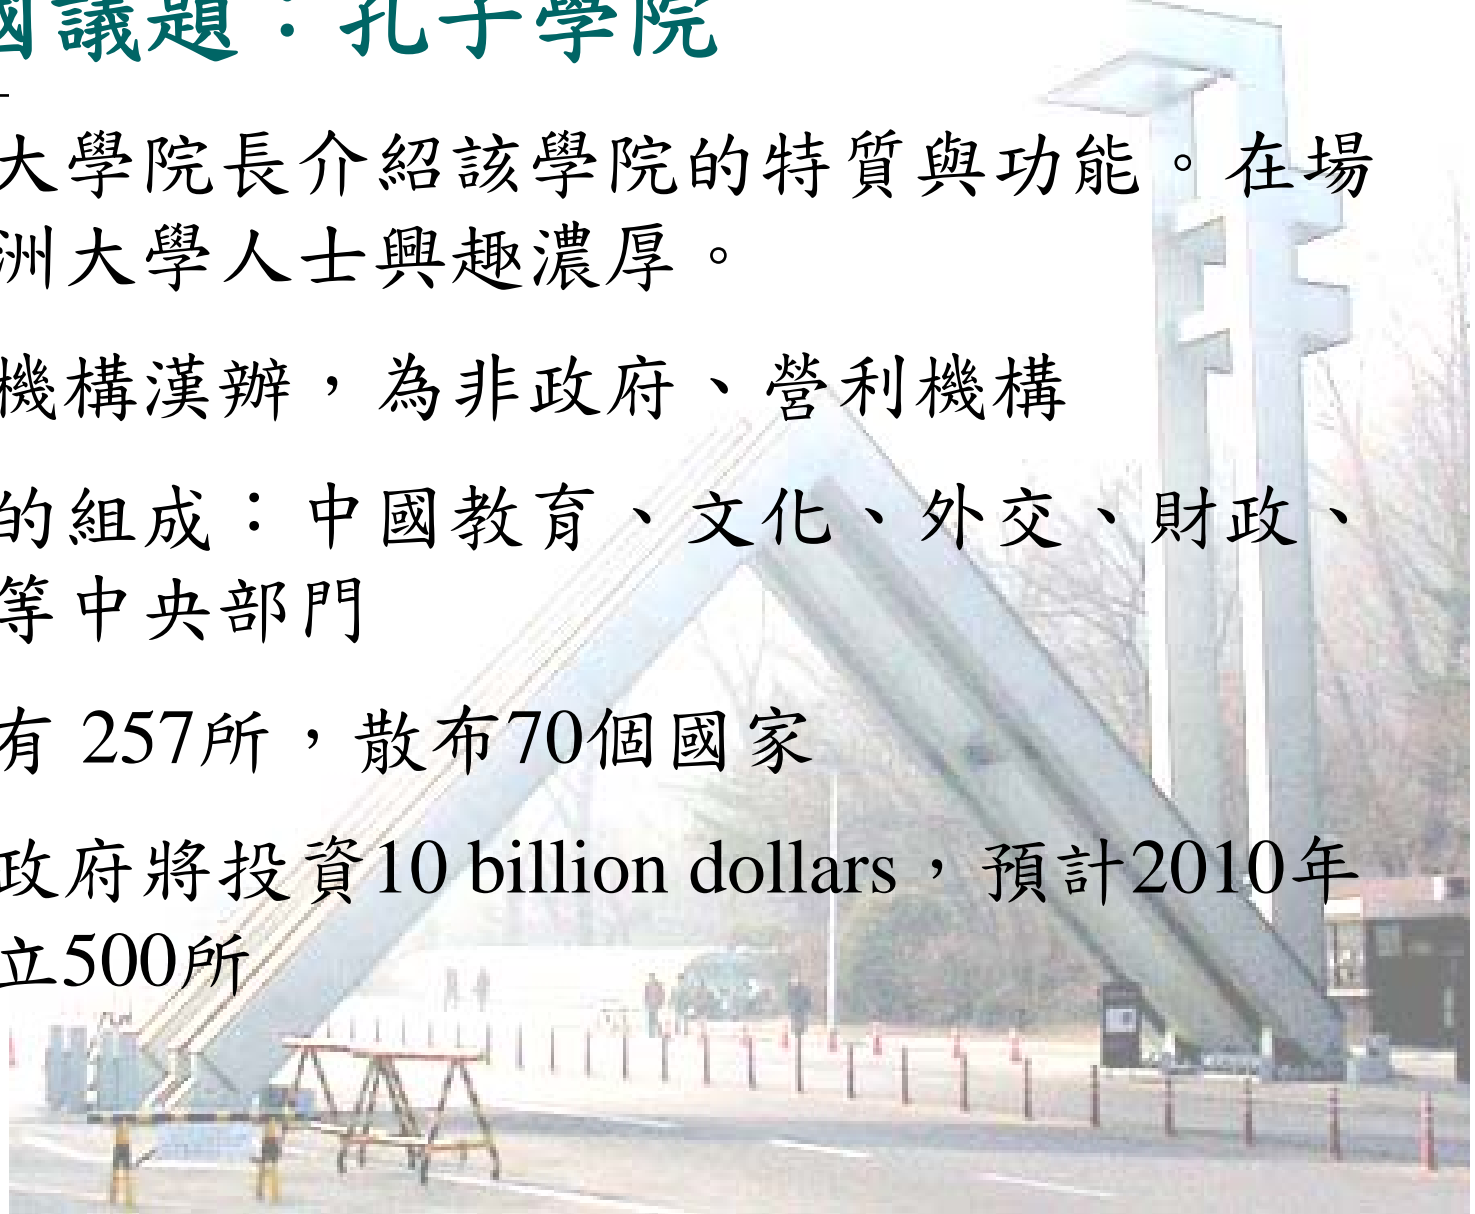 國議題：孔子學院
大學院長介紹該學院的特質與功能。在場
洲大學人士興趣濃厚。
機構漢辦，為非政府、營利機構
的組成：中國教育、文化、外交、財政、
等中央部門
有 257所，散布70個國家
政府將投資10 billion dollars，預計2010年
立500所